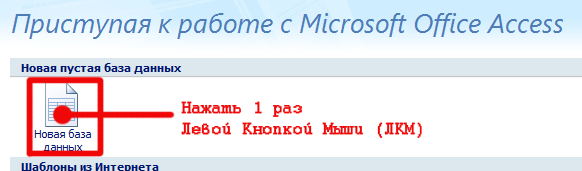 Приступая к работе с Microsoft Office Access
Новая пустая база данных
Нажать 1 раз
Левой Кнопкой Мыши (ЛКМ)
Новая база
данных
Шаблоны из Интернета